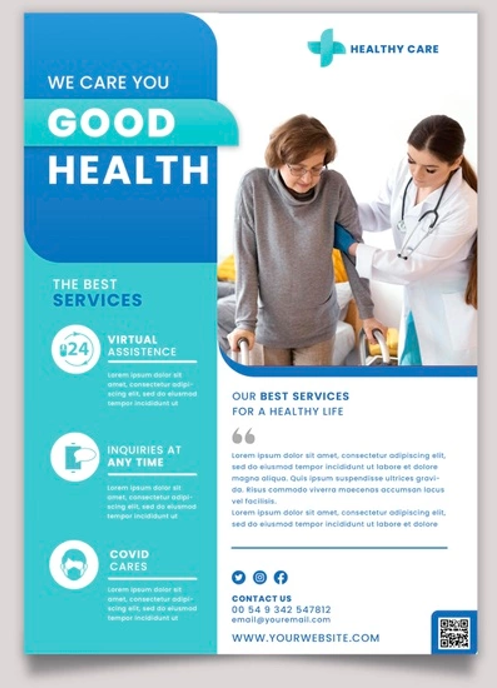 HEALTHY CARE
WE CARE YOU
GOOD
HEALTH
THE BEST
SERVICES
24
VIRTUAL
ASSISTENCE
Lorem ipsum dolor sit
amet, consectetur adipi-
scing elit, sed do eiusmod
tempor incididunt ut
INQUIRIES AT
ANY TIME
Lorem ipsum dolor sit
amet, consectetur adipi-
scing elit, sed do eiusmod
tempor incididunt ut
COVID
CARES
Lorem ipsum dolor sit
amet, consectetur adipi-
scing elit, sed do eiusmod
tempor incididunt ut
OUR BEST SERVICES
FOR A HEALTHY LIFE
“
Lorem ipsum dolor sit amet, consectetur adipiscing elit,
sed do eiusmod tempor incididunt ut labore et dolore
magna aliqua. Quis ipsum suspendisse ultrices gravi-
da. Risus commodo viverra maecenas accumsan lacus
vel facilisis.
Lorem ipsum dolor sit amet, consectetur adipiscing elit,
sed do eiusmod tempor incididunt ut labore et dolore
CONTACT US
00 54 9 342 547812
email@youremail.com
WWW.YOURWEBSITE.COM